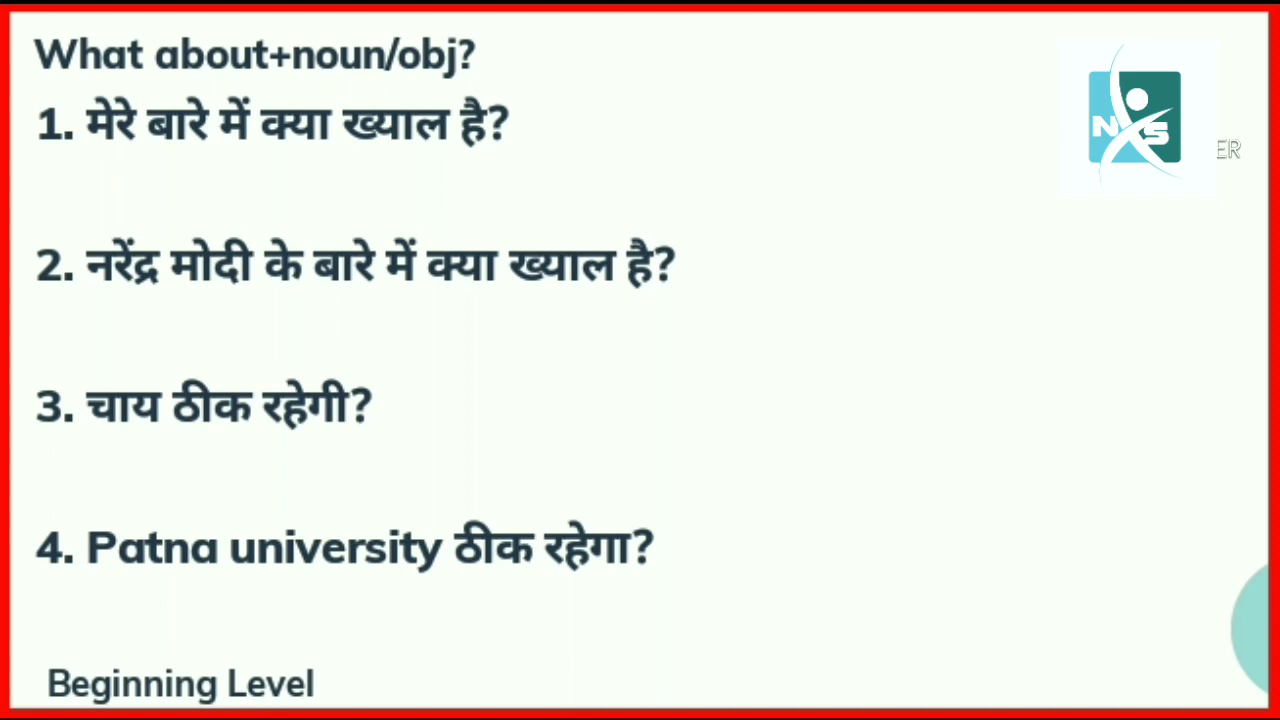 What about+noun/obj?
1. मेरे बारे में क्या ख्याल है?
2. नरेंद्र मोदी के बारे में क्या ख्याल है?
3. चाय ठीक रहेगी?
4. Patna university ठीक रहेगा?
Beginning Level